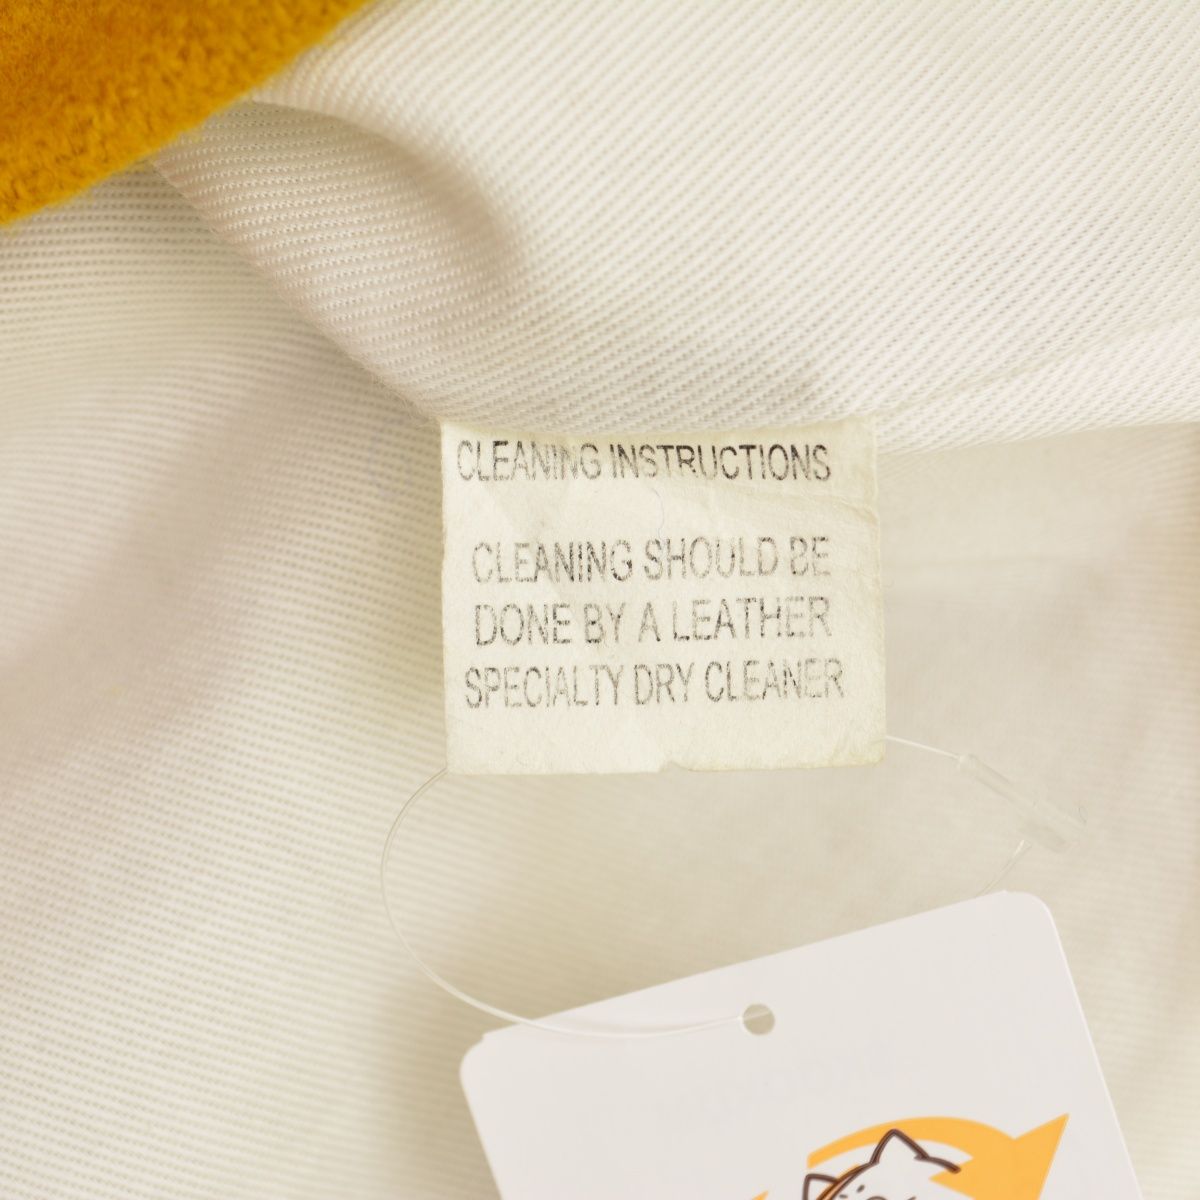 CLEANING INSTRUCTIONS
CLEANING SHOULD BE
DONE BY A LEATHER
SPECIALTY DRY CLEANER